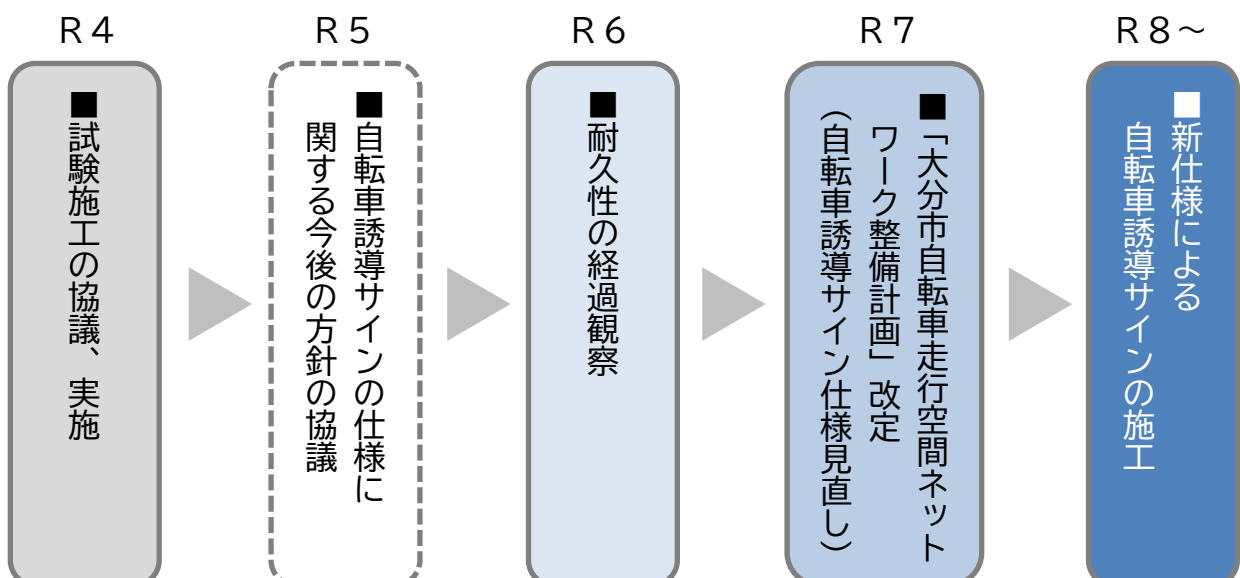 R4
■試験施工の協議、実施
R5
■自転車誘導サインの仕様に
関する今後の方針の協議
R6
■耐久性の経過観察
R7
■「大分市自転車走行空間ネット
ワーク整備計画」改定
（自転車誘導サイン仕様見直し）
R8～
■新仕様による
自転車誘導サインの施工